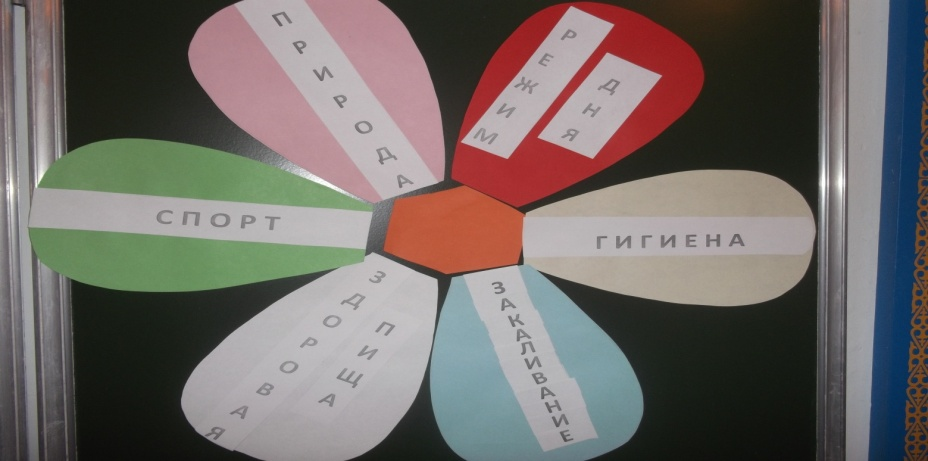 ПРИРОДА
РЕЖИМ
ДНЯ
СПОРТ
ГИГИЕНА
ЗДОРОВАЯ
ПИЩА
ЗАКАЛИВАНИЕ